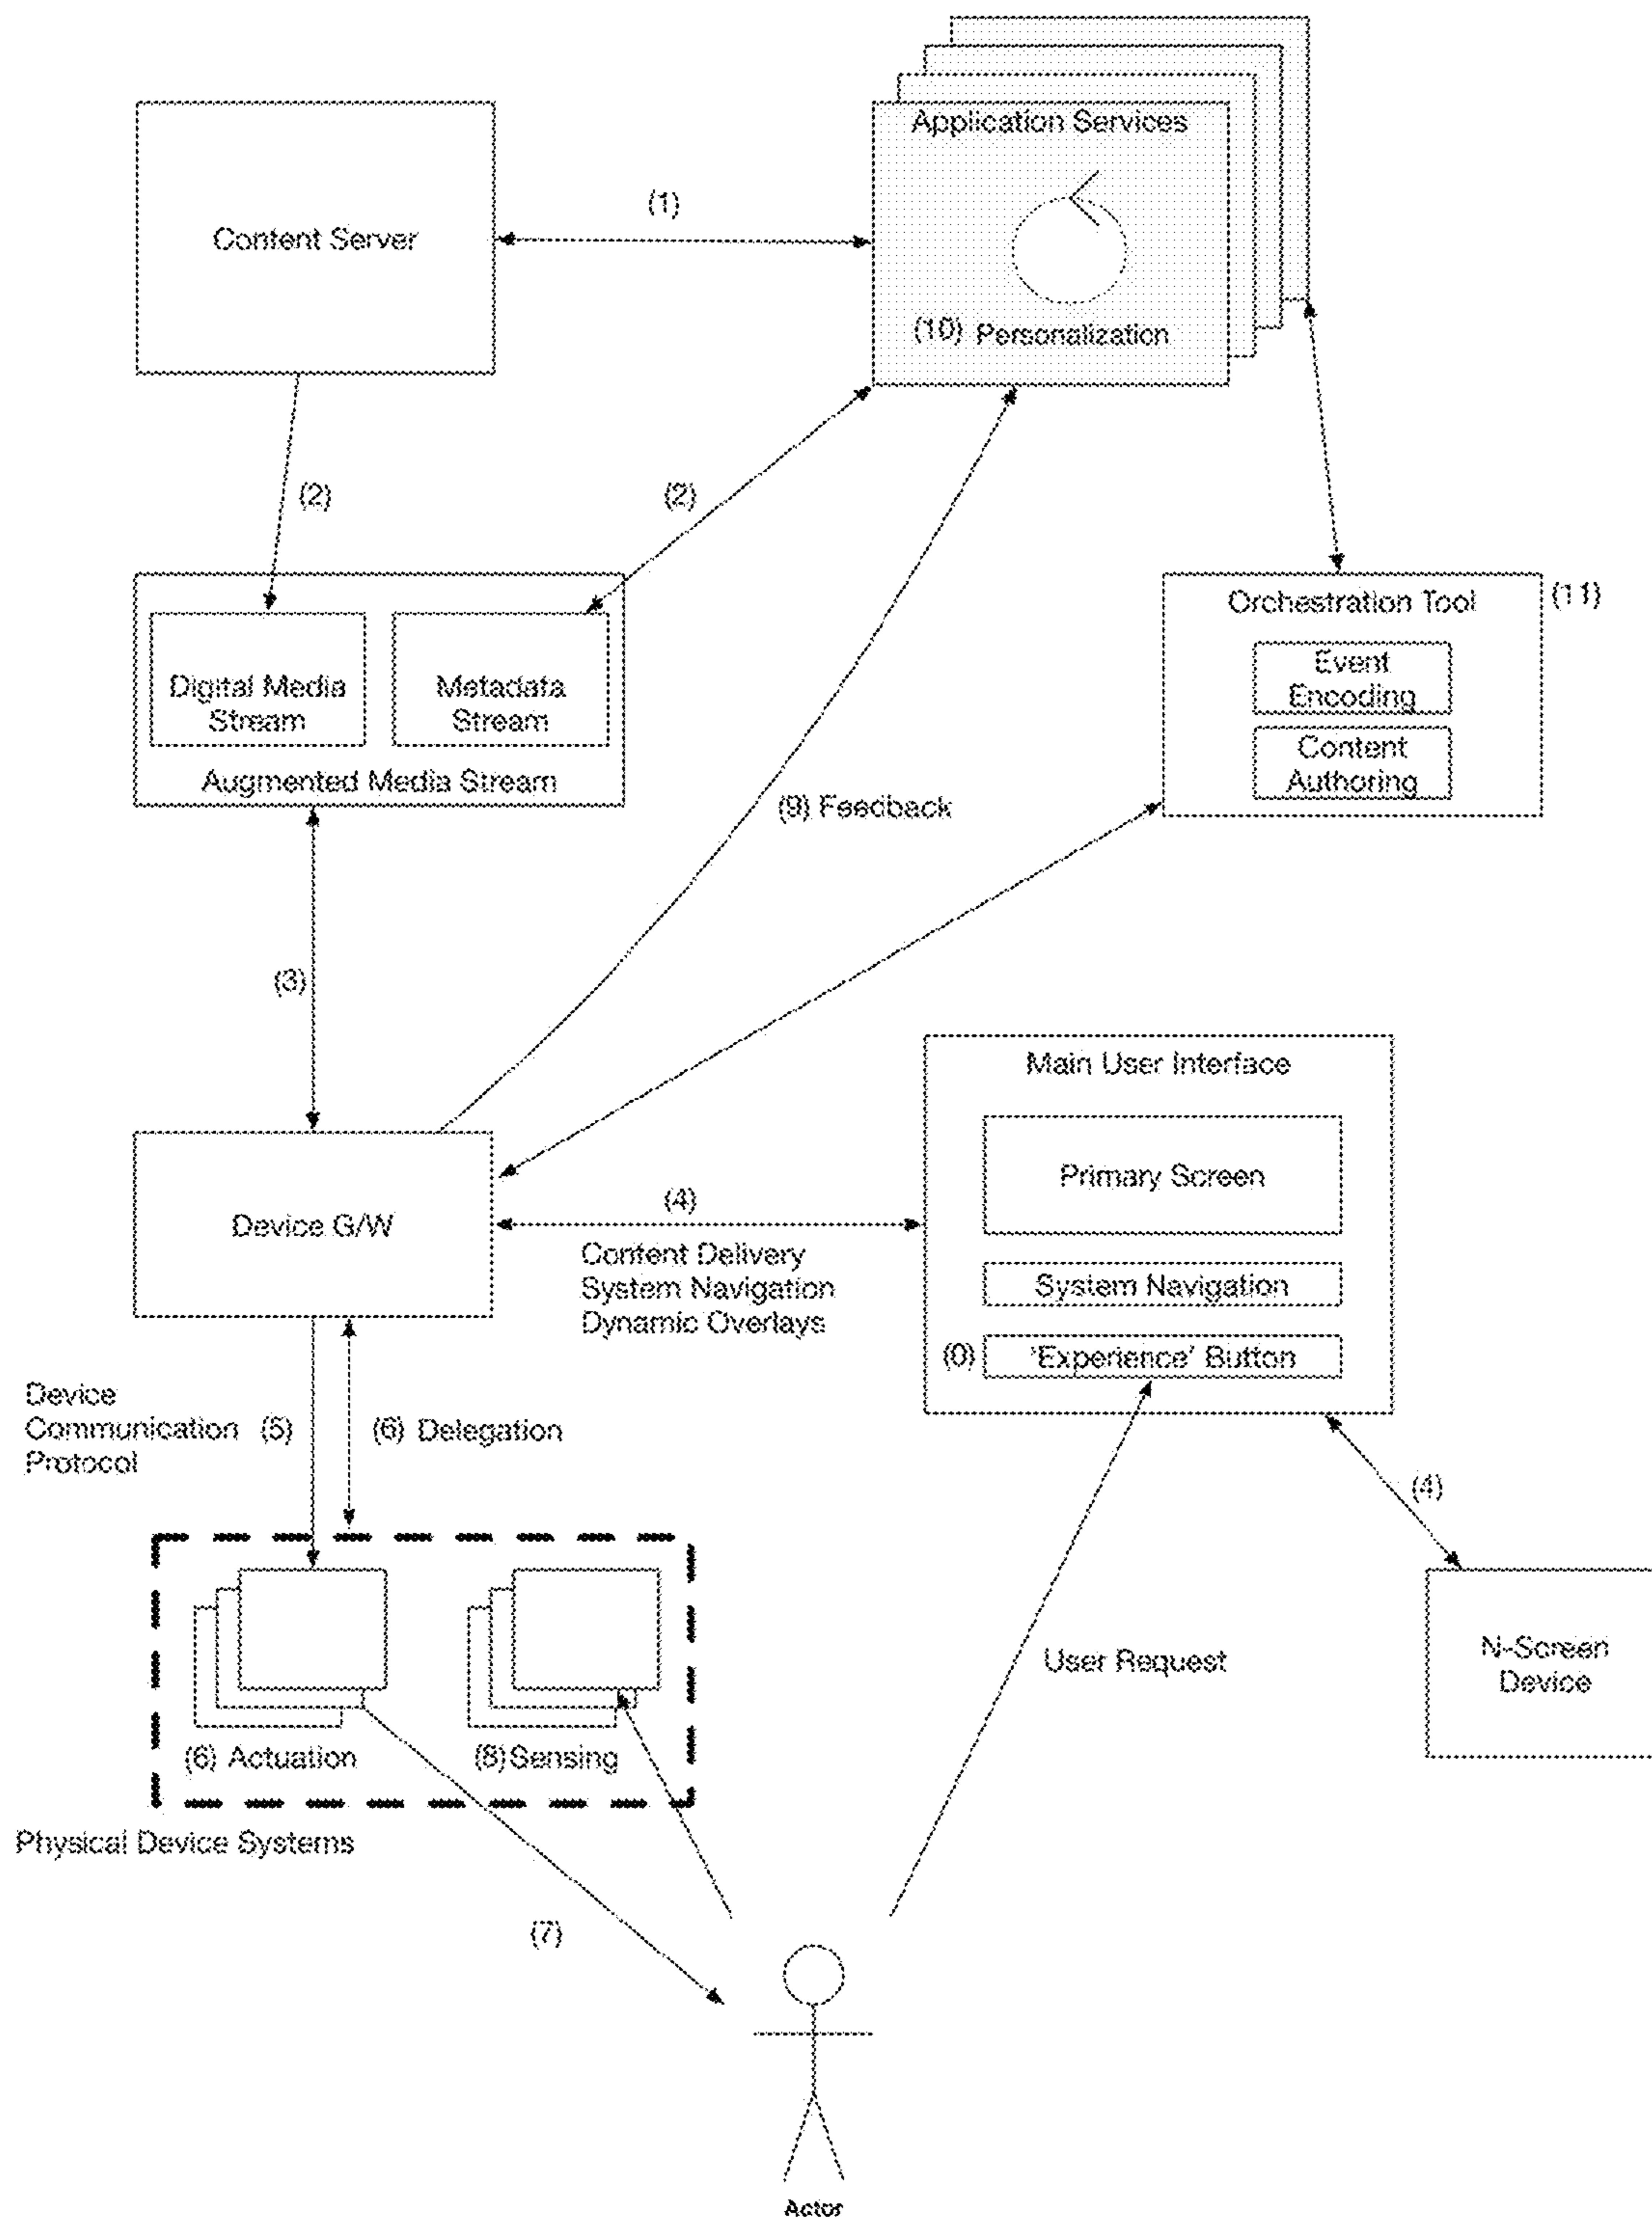 Application Services
(1)
Content Server
(10) Personalization
(2)
(2)
Orchestration Tool
(11)
Event
Encoding
Digital Media
Stream
Metadata
Stream
Content
Authoring
Augmented Media Stream
(9) Feedback
(3)
Main User Interface
Primary Screen
(4)
Device G/W
Content Delivery
System Navigation
Dynamic Overlays
System Navigation
(0)
'Experience' Button
Device
Communication
Protocol
(5)
(6) Delegation
(4)
N-Screen
Device
User Request
(6) Actuation
(8) Sensing
Physical Device Systems
(7)
Actor